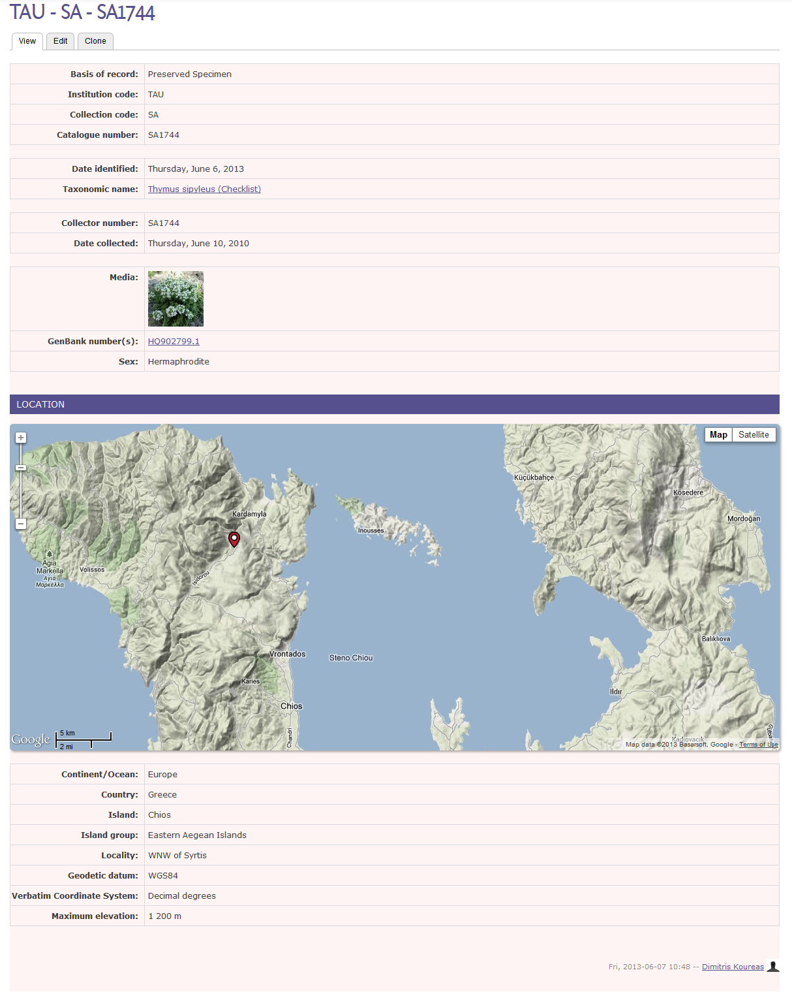 TAU - SA - SA1744
View Edit Clone
Basis of record: Preserved Specimen
Institution code: TAU
Collection code: SA
Catalogue number: SA1744
Date identified: Thursday, June 6, 2013
Taxonomic name: Thymus sipyleus (Checklist)
Collector number: SA1744
Date collected: Thursday, June 10, 2010
Media:
GenBank number(s): HQ902799.1
Sex: Hermaphrodite
LOCATION
Map Satellite
Küçükbahçe
Kösedere
Kardamyla
Mordoğan
Inousses
Agia
Markella
Αγία
Μαρκέλλα
Volissos
Isidorou
Balıklıova
Vrontados
Steno Chiou
Karies
Ildır
Chios
Chandri
Kadıovacık
Google
5 km
2 mi
Map data ©2013 Basarsoft, Google - Terms of Use
Continent/Ocean: Europe
Country: Greece
Island: Chios
Island group: Eastern Aegean Islands
Locality: WNW of Syrtis
Geodetic datum: WGS84
Verbatim Coordinate System: Decimal degrees
Maximum elevation: 1 200 m
Fri, 2013-06-07 10:48 -- Dimitris Koureas